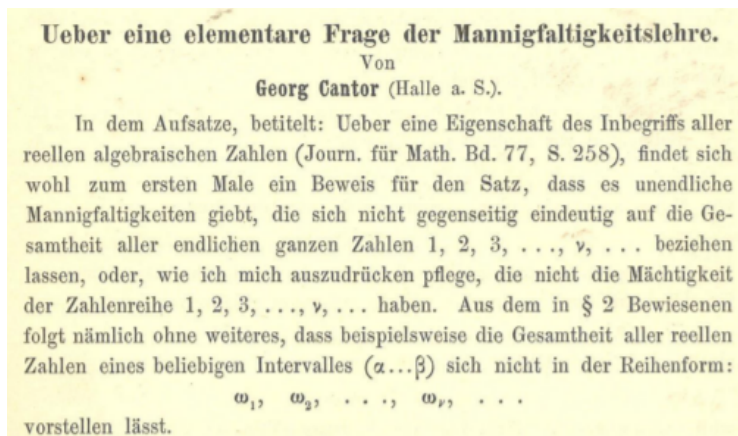 Ueber eine elementare Frage der Mannigfaltigkeitslehre.
Von
Georg Cantor (Halle a. S.).
In dem Aufsatze, betitelt: Ueber eine Eigenschaft des Inbegriffs aller
reellen algebraischen Zahlen (Journ. für Math. Bd. 77, S. 258), findet sich
wohl zum ersten Male ein Beweis für den Satz, dass es unendliche
Mannigfaltigkeiten giebt, die sich nicht gegenseitig eindeutig auf die Ge-
samtheit aller endlichen ganzen Zahlen 1, 2, 3, . . ., ν, . . . beziehen
lassen, oder, wie ich mich auszudrücken pflege, die nicht die Mächtigkeit
der Zahlenreihe 1, 2, 3, . . ., ν, . . . haben. Aus dem in § 2 Bewiesenen
folgt nämlich ohne weiteres, dass beispielsweise die Gesamtheit aller reellen
Zahlen eines beliebigen Intervalles (α...β) sich nicht in der Reihenform:
ω₁, ω₂, . . ., ων, . . .
vorstellen lässt.